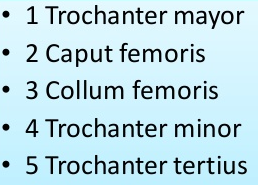 • 1 Trochanter mayor
• 2 Caput femoris
• 3 Collum femoris
• 4 Trochanter minor
• 5 Trochanter tertius